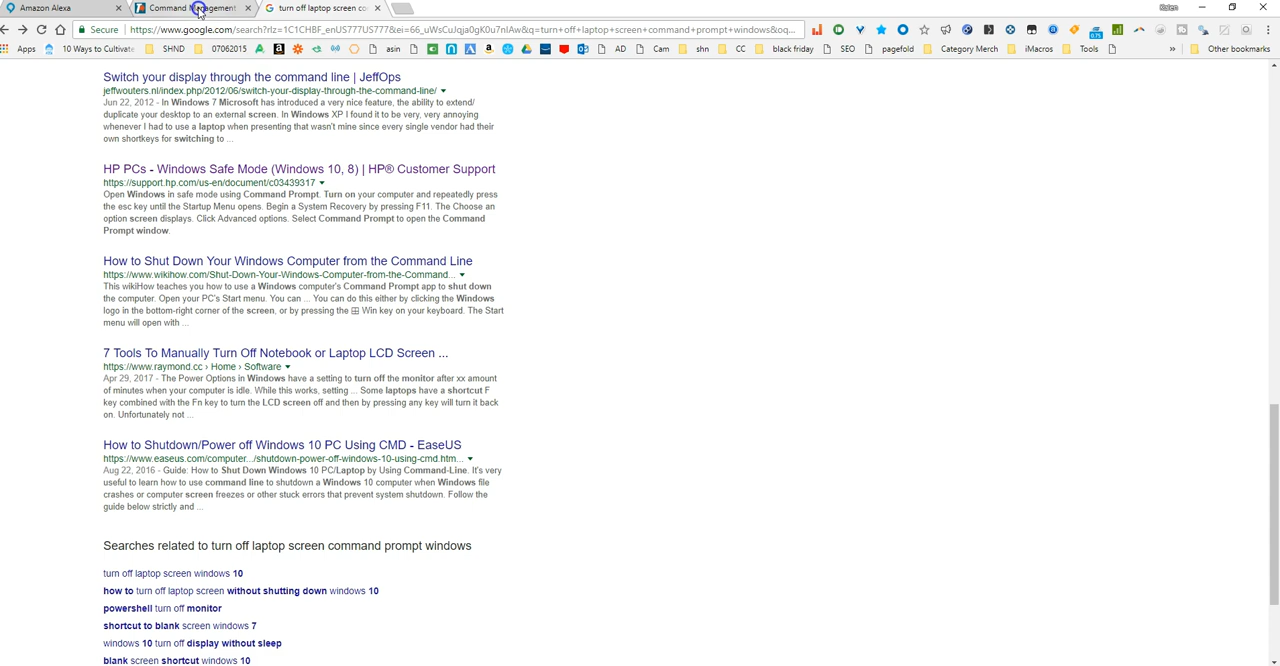 Amazon Alexa
Command Management
turn off laptop screen co
Secure
https://www.google.com/search?rlz=1C1CHBF_enUS777US777&ei=66_uWsCuJqja0gK0u7nIAw&q=turn+off+laptop+screen+command+prompt+windows&oq...
Apps
10 Ways to Cultivate
SHND
07062015
asin
AD
Cam
shn
CC
black friday
SEO
pagefold
Category Merch
iMacros
Tools
»
Other bookmarks
Switch your display through the command line | JeffOps
jeffwouters.nl/index.php/2012/06/switch-your-display-through-the-command-line/
Jun 22, 2012 - In Windows 7 Microsoft has introduced a very nice feature, the ability to extend/
duplicate your desktop to an external screen. In Windows XP I found it to be very, very annoying
whenever I had to use a laptop when presenting that wasn't mine since every single vendor had their
own shortkeys for switching to ...
HP PCs - Windows Safe Mode (Windows 10, 8) | HP® Customer Support
https://support.hp.com/us-en/document/c03439317
Open Windows in safe mode using Command Prompt. Turn on your computer and repeatedly press
the esc key until the Startup Menu opens. Begin a System Recovery by pressing F11. The Choose an
option screen displays. Click Advanced options. Select Command Prompt to open the Command
Prompt window.
How to Shut Down Your Windows Computer from the Command Line
https://www.wikihow.com/Shut-Down-Your-Windows-Computer-from-the-Command...
This wikiHow teaches you how to use a Windows computer's Command Prompt app to shut down
the computer. Open your PC's Start menu. You can ... You can do this either by clicking the Windows
logo in the bottom-right corner of the screen, or by pressing the ⊞ Win key on your keyboard. The Start
menu will open with ...
7 Tools To Manually Turn Off Notebook or Laptop LCD Screen ...
https://www.raymond.cc › Home › Software
Apr 29, 2017 - The Power Options in Windows have a setting to turn off the monitor after xx amount
of minutes when your computer is idle. While this works, setting ... Some laptops have a shortcut F
key combined with the Fn key to turn the LCD screen off and then by pressing any key will turn it back
on. Unfortunately not ...
How to Shutdown/Power off Windows 10 PC Using CMD - EaseUS
https://www.easeus.com/computer.../shutdown-power-off-windows-10-using-cmd.htm...
Aug 22, 2016 - Guide: How to Shut Down Windows 10 PC/Laptop by Using Command-Line. It's very
useful to learn how to use command line to shutdown a Windows 10 computer when Windows file
crashes or computer screen freezes or other stuck errors that prevent system shutdown. Follow the
guide below strictly and ...
Searches related to turn off laptop screen command prompt windows
turn off laptop screen windows 10
how to turn off laptop screen without shutting down windows 10
powershell turn off monitor
shortcut to blank screen windows 7
windows 10 turn off display without sleep
blank screen shortcut windows 10